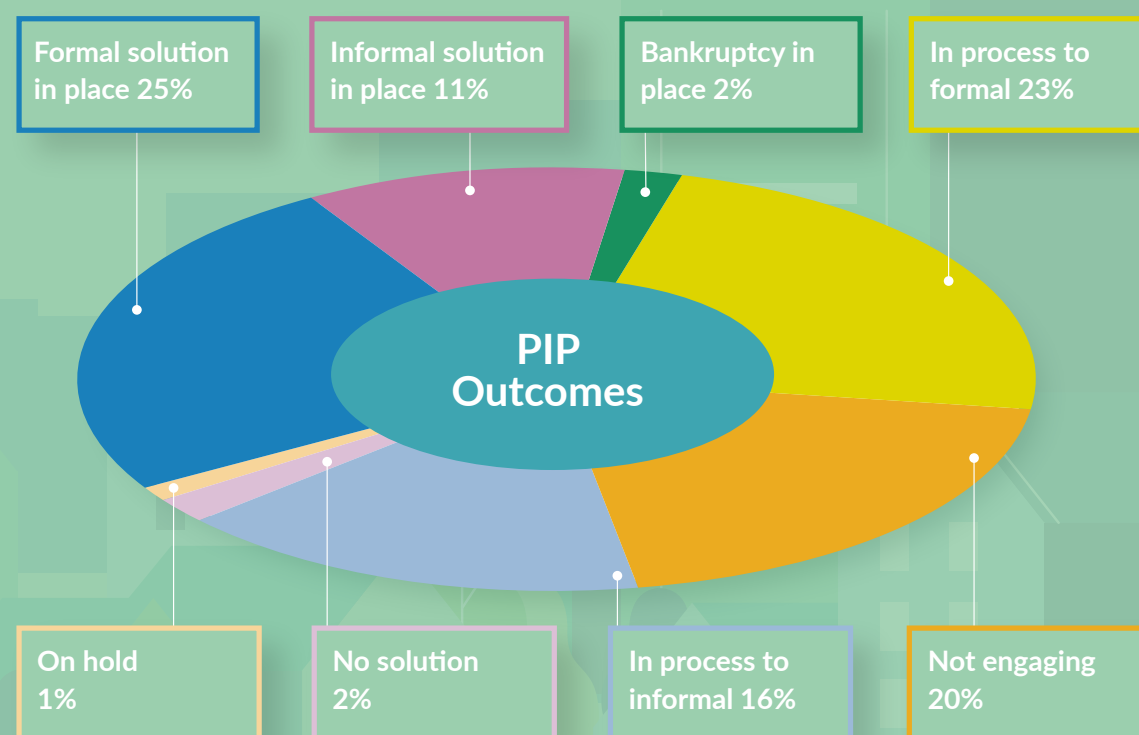 Formal solution
in place 25%
Informal solution
in place 11%
Bankruptcy in
place 2%
In process to
formal 23%
PIP
Outcomes
On hold
1%
No solution
2%
In process to
informal 16%
Not engaging
20%